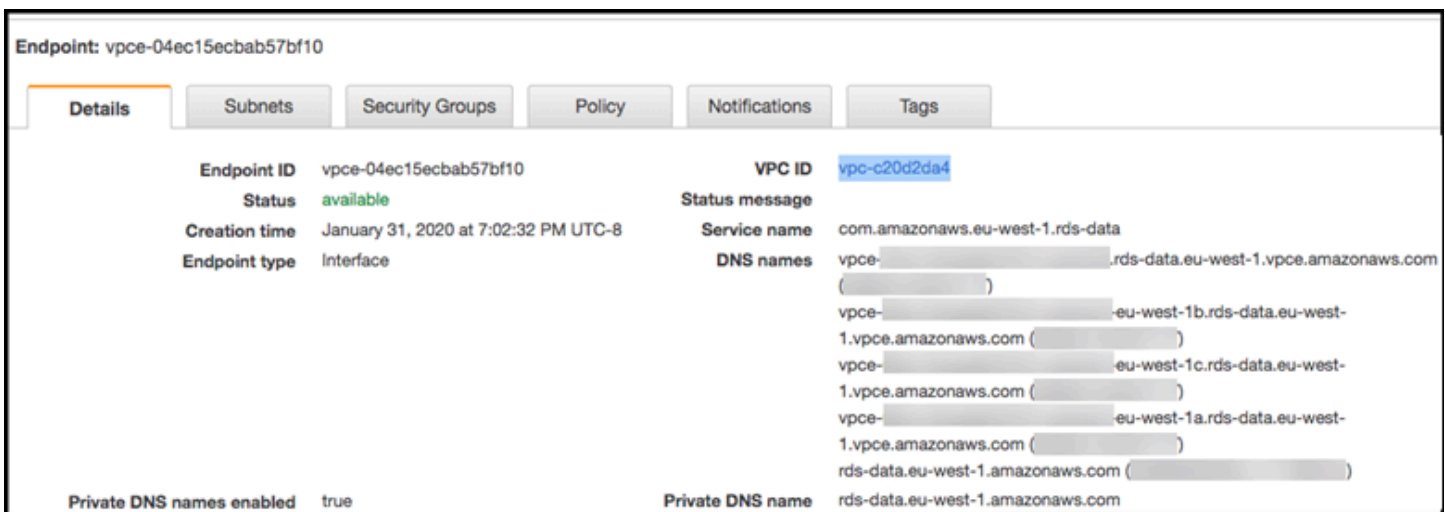 Endpoint: vpce-04ec15ecbab57bf10
Details Subnets Security Groups Policy Notifications Tags
Endpoint ID vpce-04ec15ecbab57bf10 VPC ID vpc-c20d2da4
Status available Status message
Creation time January 31, 2020 at 7:02:32 PM UTC-8 Service name com.amazonaws.eu-west-1.rds-data
Endpoint type Interface DNS names vpce- .rds-data.eu-west-1.vpce.amazonaws.com
( )
vpce- -eu-west-1b.rds-data.eu-west-
1.vpce.amazonaws.com ( )
vpce- -eu-west-1c.rds-data.eu-west-
1.vpce.amazonaws.com ( )
vpce- -eu-west-1a.rds-data.eu-west-
1.vpce.amazonaws.com ( )
rds-data.eu-west-1.amazonaws.com ( )
Private DNS names enabled true Private DNS name rds-data.eu-west-1.amazonaws.com